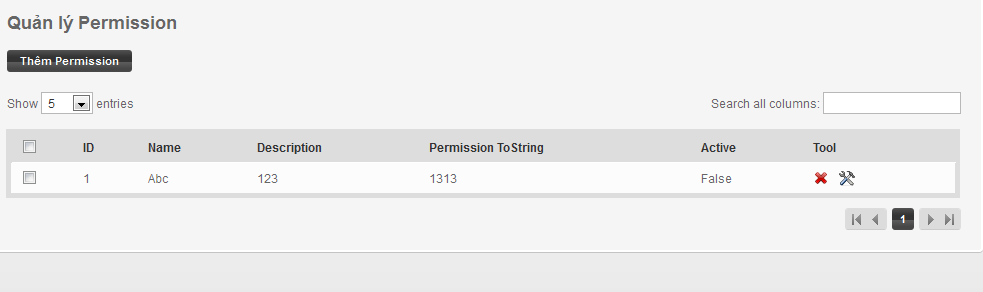 Quản lý Permission
Thêm Permission
Show 5 entries Search all columns:
ID Name Description Permission ToString Active Tool
1 Abc 123 1313 False
1